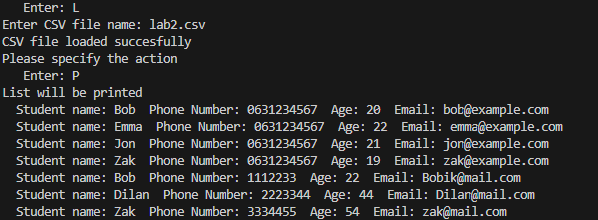 Enter: L
Enter CSV file name: lab2.csv
CSV file loaded succesfully
Please specify the action
Enter: P
List will be printed
Student name: Bob  Phone Number: 0631234567  Age: 20  Email: bob@example.com
Student name: Emma  Phone Number: 0631234567  Age: 22  Email: emma@example.com
Student name: Jon  Phone Number: 0631234567  Age: 21  Email: jon@example.com
Student name: Zak  Phone Number: 0631234567  Age: 19  Email: zak@example.com
Student name: Bob  Phone Number: 1112233  Age: 22  Email: Bobik@mail.com
Student name: Dilan  Phone Number: 2223344  Age: 44  Email: Dilan@mail.com
Student name: Zak  Phone Number: 3334455  Age: 54  Email: zak@mail.com